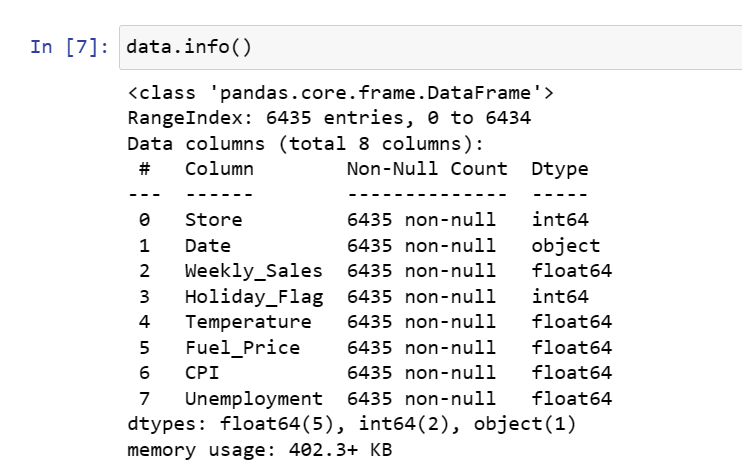 In [7]: data.info()
<class 'pandas.core.frame.DataFrame'>
RangeIndex: 6435 entries, 0 to 6434
Data columns (total 8 columns):
 #   Column        Non-Null Count  Dtype
---  ------        --------------  -----
 0   Store         6435 non-null   int64
 1   Date          6435 non-null   object
 2   Weekly_Sales  6435 non-null   float64
 3   Holiday_Flag  6435 non-null   int64
 4   Temperature   6435 non-null   float64
 5   Fuel_Price    6435 non-null   float64
 6   CPI           6435 non-null   float64
 7   Unemployment  6435 non-null   float64
dtypes: float64(5), int64(2), object(1)
memory usage: 402.3+ KB